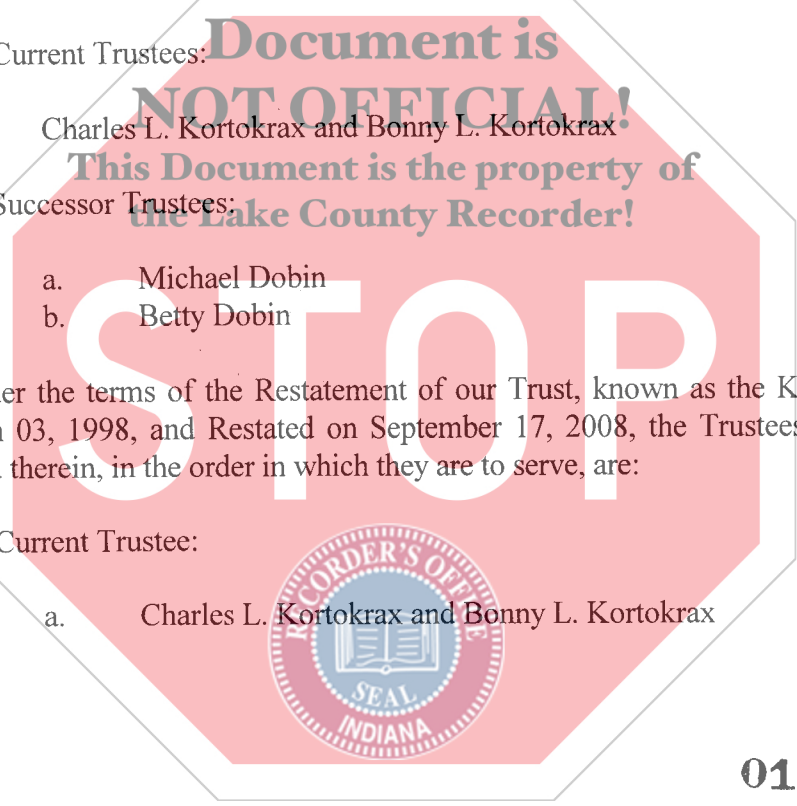 Current Trustees:
Document is
NOT OFFICIAL!
Charles L. Kortokrax and Bonny L. Kortokrax
This Document is the property of
Successor Trustees:
the Lake County Recorder!
a. Michael Dobin
b. Betty Dobin
STOP
er the terms of the Restatement of our Trust, known as the K
03, 1998, and Restated on September 17, 2008, the Trustees
therein, in the order in which they are to serve, are:
Current Trustee:
RECORDER'S OFFICE
a. Charles L. Kortokrax and Bonny L. Kortokrax
SEAL
INDIANA
01